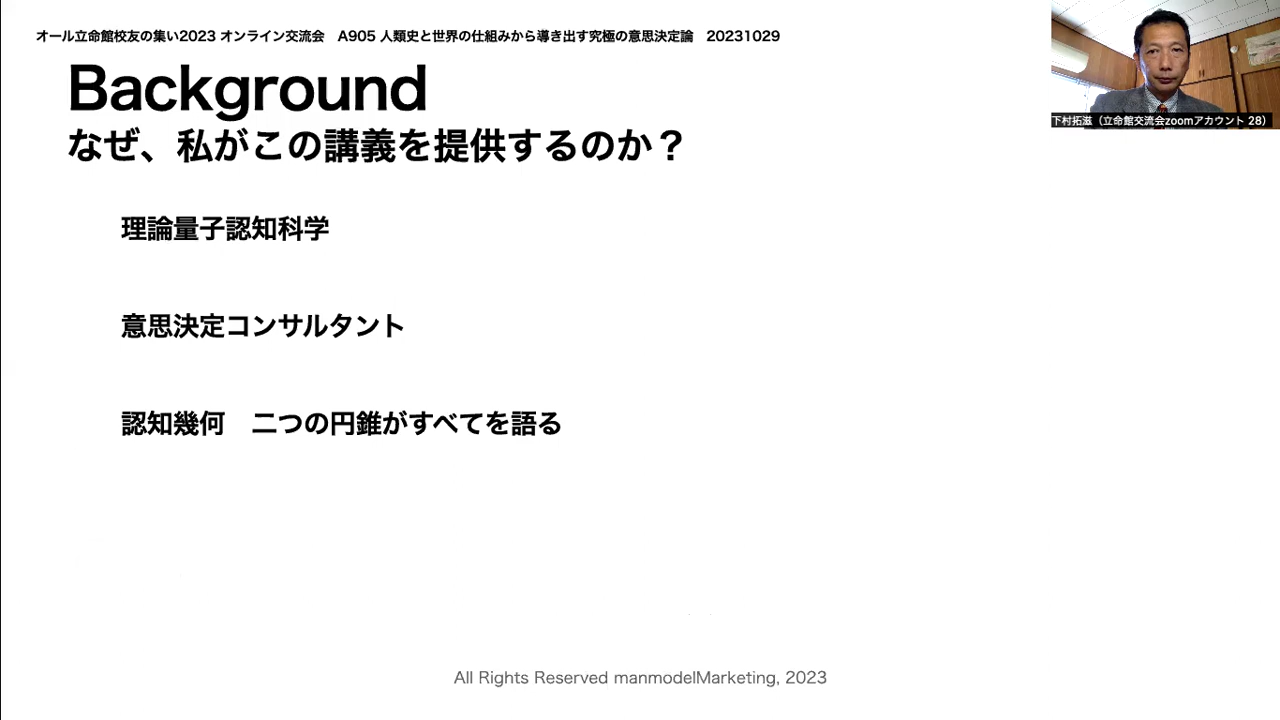 オール立命館校友の集い2023 オンライン交流会　A905 人類史と世界の仕組みから導き出す究極の意思決定論　20231029
Background
なぜ、私がこの講義を提供するのか？
下村拓滋（立命館交流会zoomアカウント 28）
理論量子認知科学
意思決定コンサルタント
認知幾何　二つの円錐がすべてを語る
All Rights Reserved manmodelMarketing, 2023